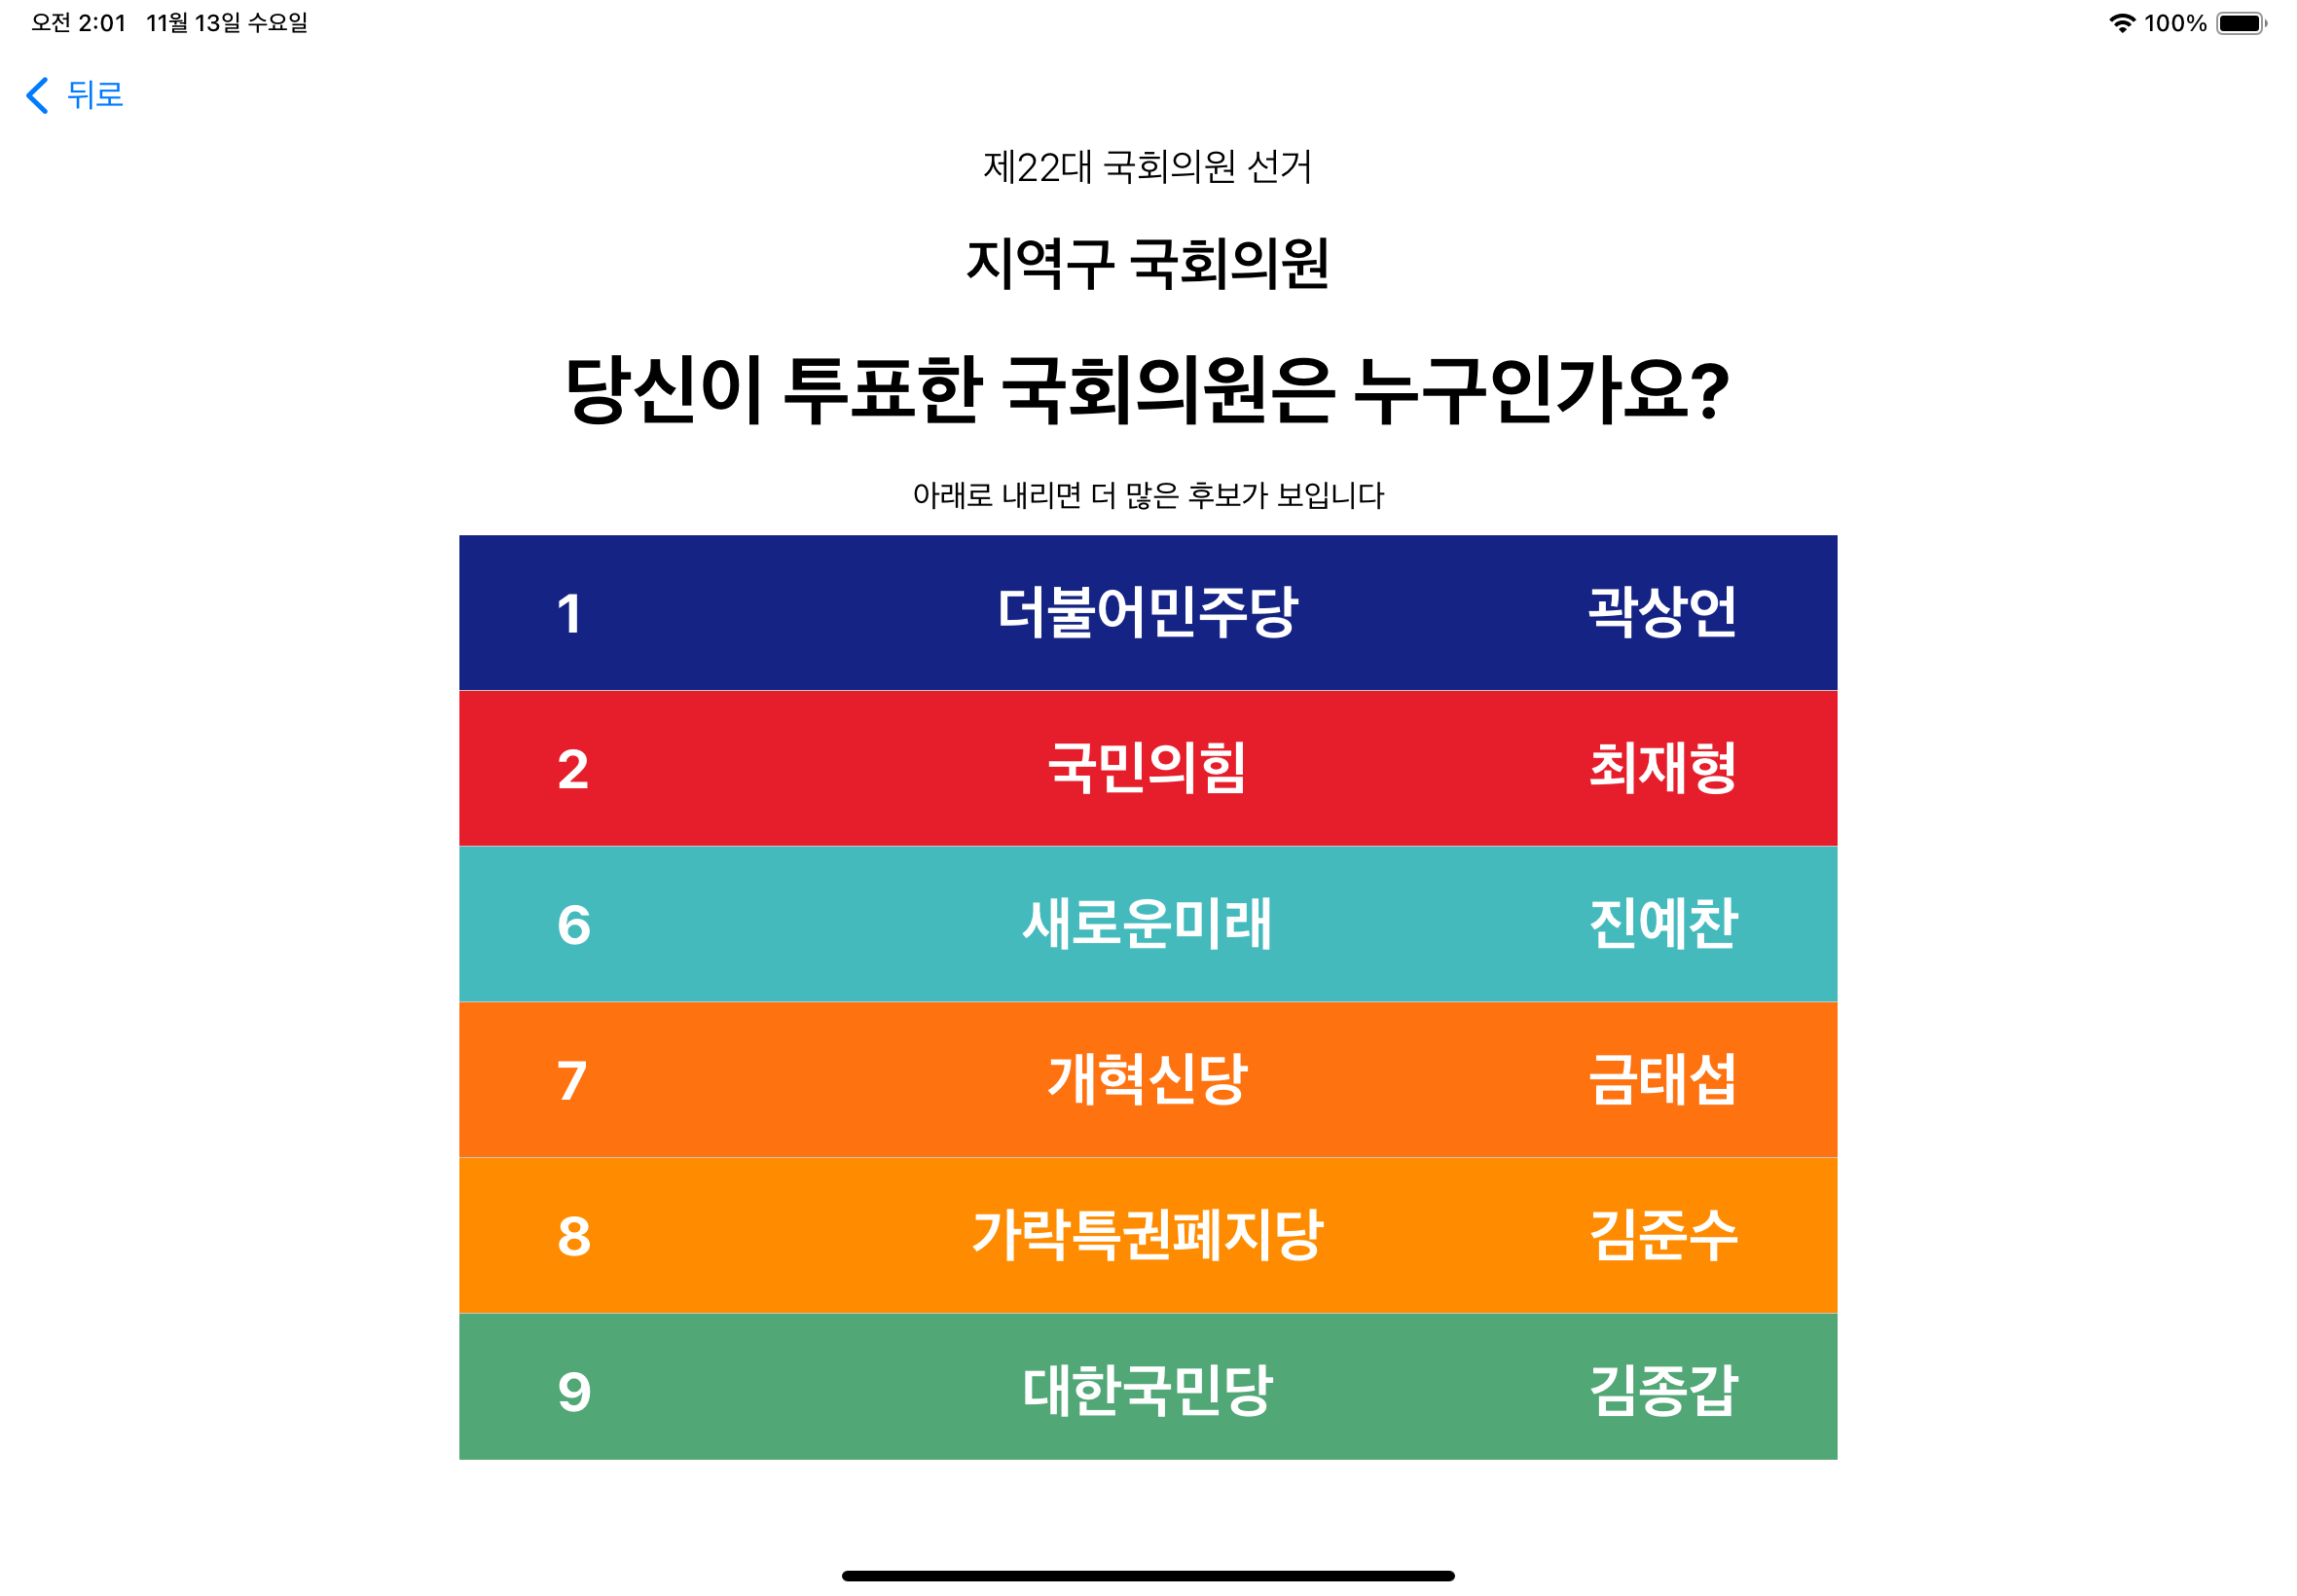 오전 2:01 11월 13일 수요일 100%
뒤로
제22대 국회의원 선거
지역구 국회의원
당신이 투표한 국회의원은 누구인가요?
아래로 내리면 더 많은 후보가 보입니다
1 더불어민주당 곽상언
2 국민의힘 최재형
6 새로운미래 진예찬
7 개혁신당 금태섭
8 가락특권폐지당 김준수
9 대한국민당 김종갑